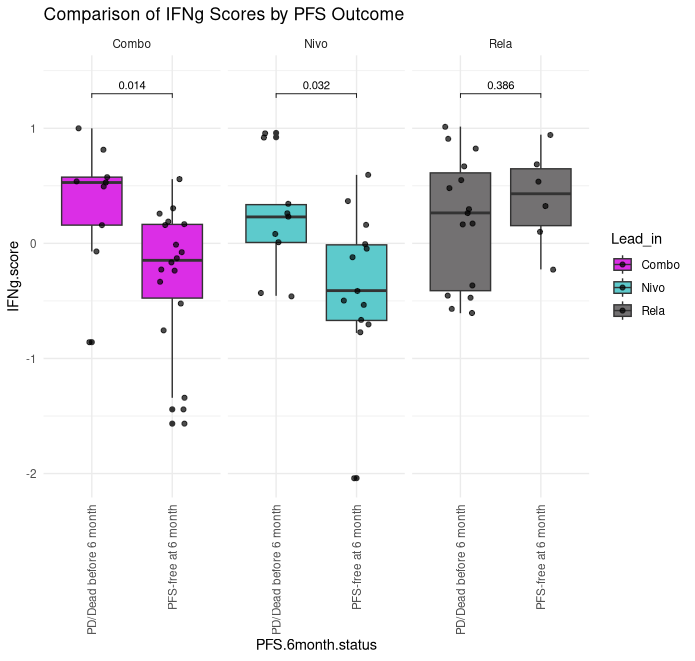 Comparison of IFNg Scores by PFS Outcome
Combo
Nivo
Rela
0.014
0.032
0.386
1
0
-1
-2
IFNg.score
PD/Dead before 6 month
PFS-free at 6 month
PD/Dead before 6 month
PFS-free at 6 month
PD/Dead before 6 month
PFS-free at 6 month
PFS.6month.status
Lead_in
Combo
Nivo
Rela